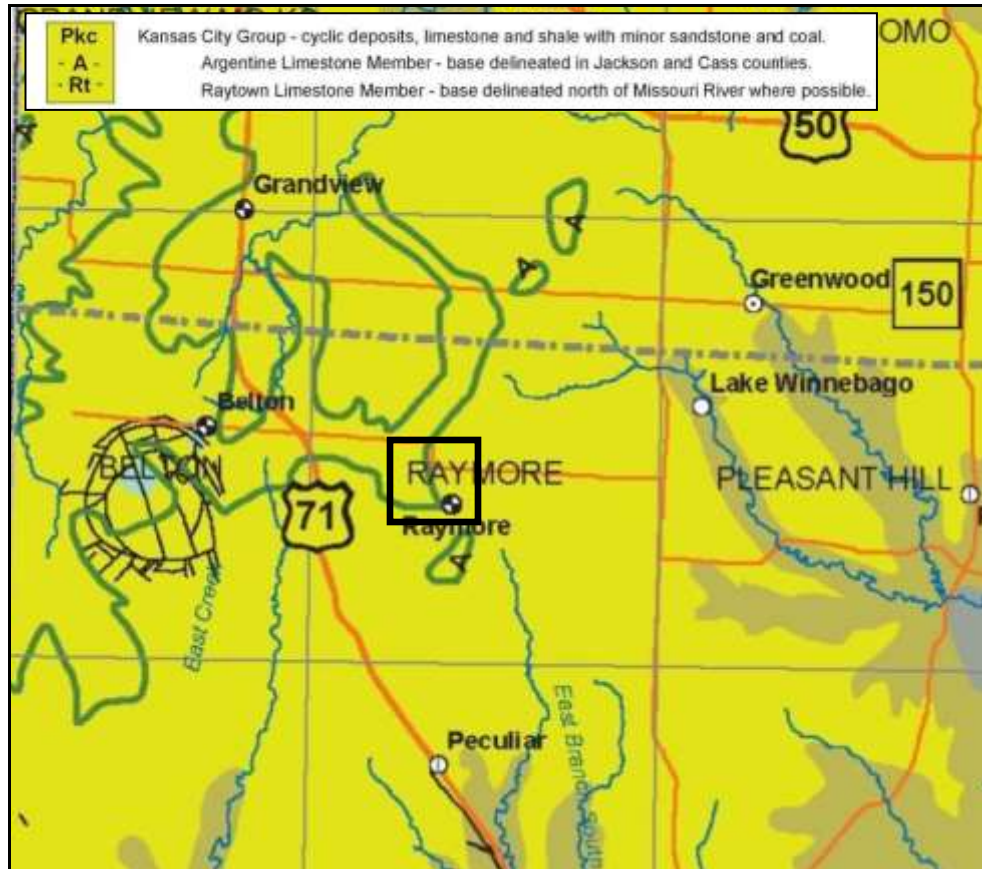 Pkc
- A -
- Rt -
Kansas City Group - cyclic deposits, limestone and shale with minor sandstone and coal.
Argentine Limestone Member - base delineated in Jackson and Cass counties.
Raytown Limestone Member - base delineated north of Missouri River where possible.
OMO
50
A
Grandview
A
A
Greenwood
150
Lake Winnebago
Belton
BELTON
RAYMORE
PLEASANT HILL
71
Raymore
A
East Creek
East Branch South
Peculiar